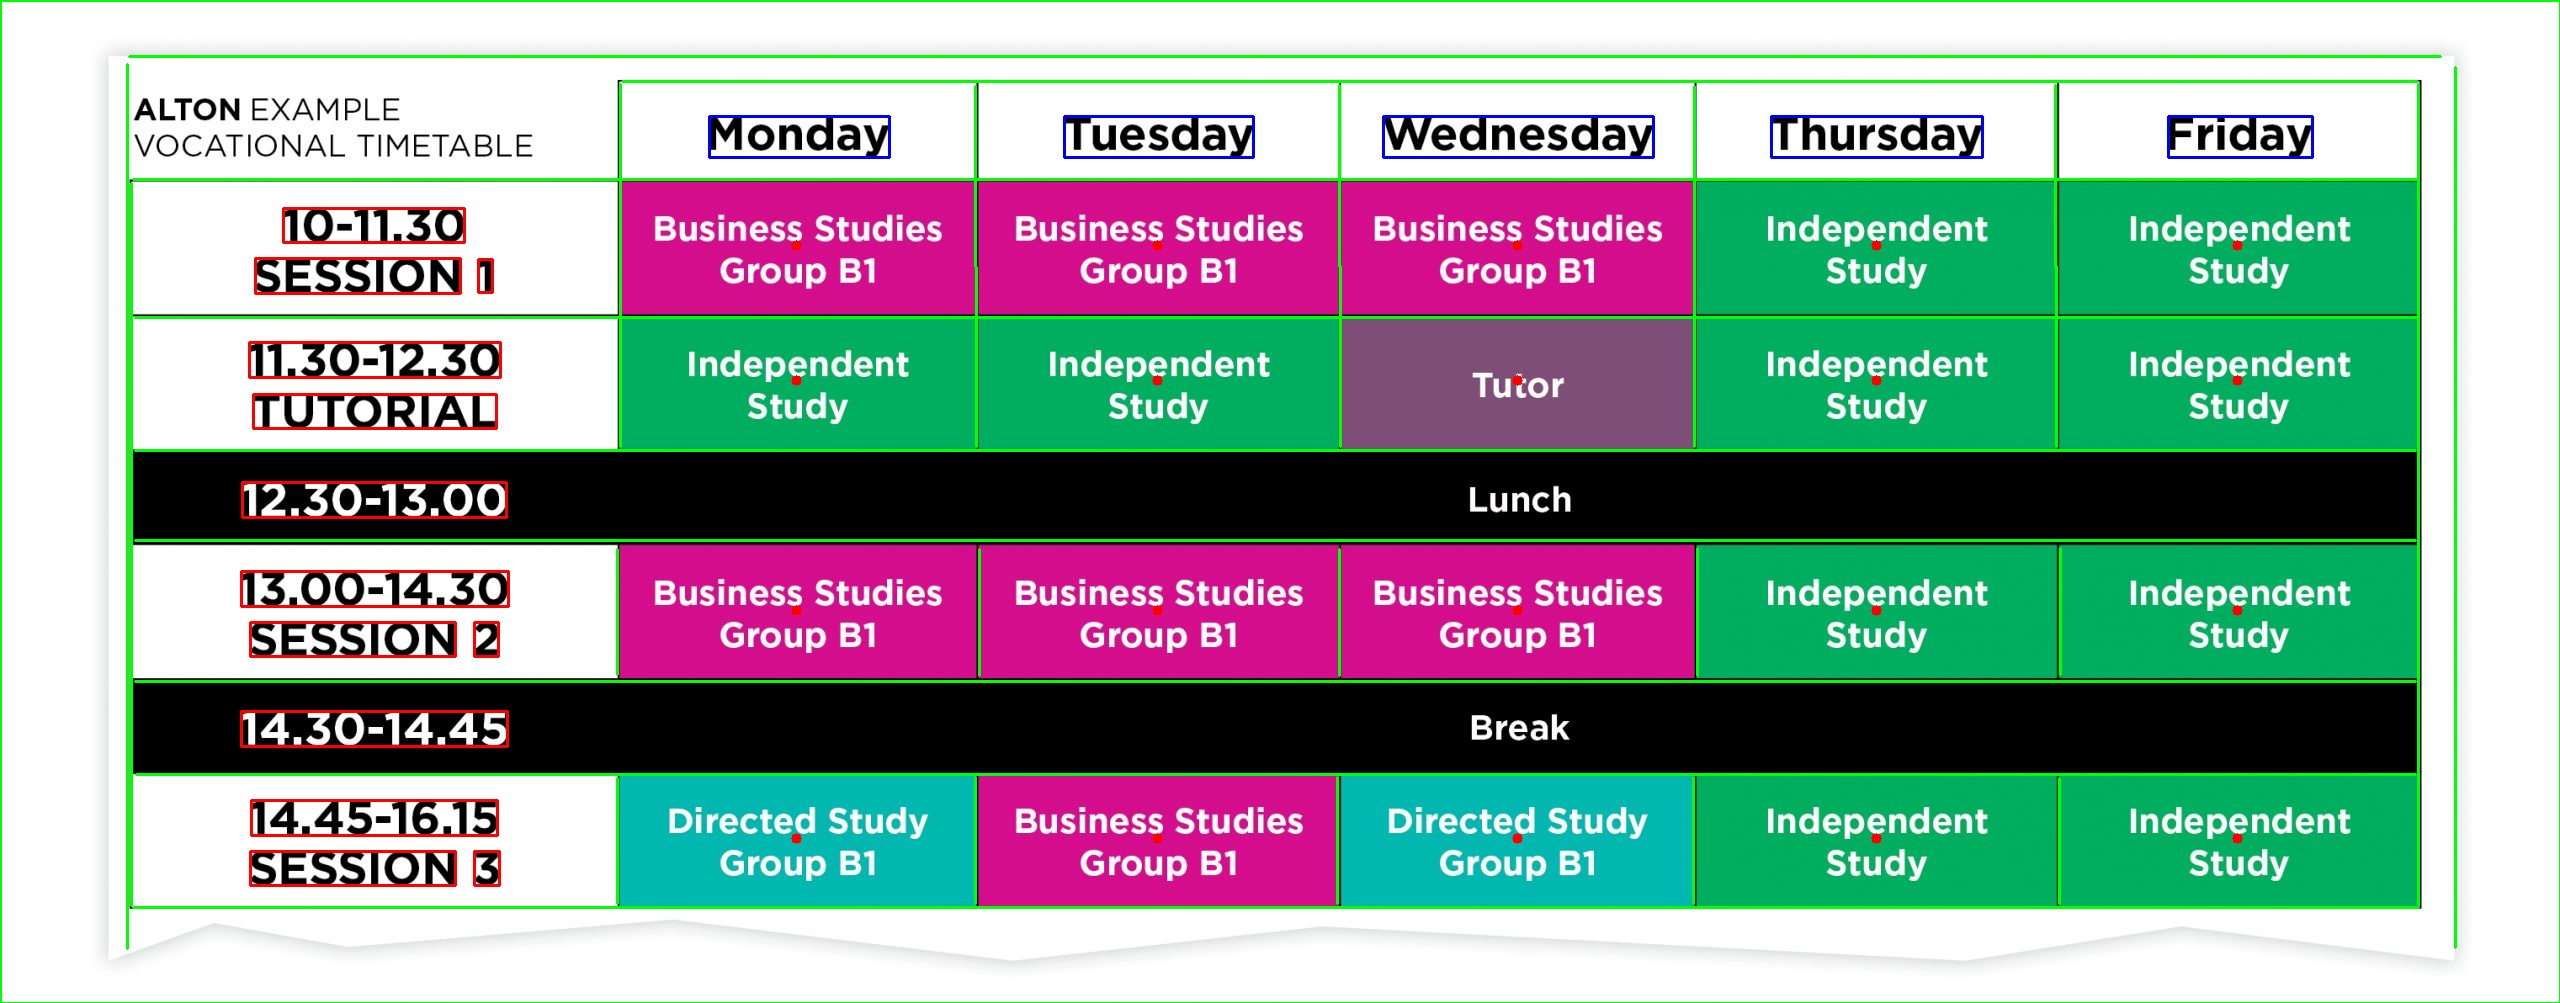 ALTON EXAMPLE
VOCATIONAL TIMETABLE
Monday Tuesday Wednesday Thursday Friday
10-11.30
SESSION 1
Business Studies
Group B1
Business Studies
Group B1
Business Studies
Group B1
Independent
Study
Independent
Study
11.30-12.30
TUTORIAL
Independent
Study
Independent
Study
Tutor
Independent
Study
Independent
Study
12.30-13.00 Lunch
13.00-14.30
SESSION 2
Business Studies
Group B1
Business Studies
Group B1
Business Studies
Group B1
Independent
Study
Independent
Study
14.30-14.45 Break
14.45-16.15
SESSION 3
Directed Study
Group B1
Business Studies
Group B1
Directed Study
Group B1
Independent
Study
Independent
Study